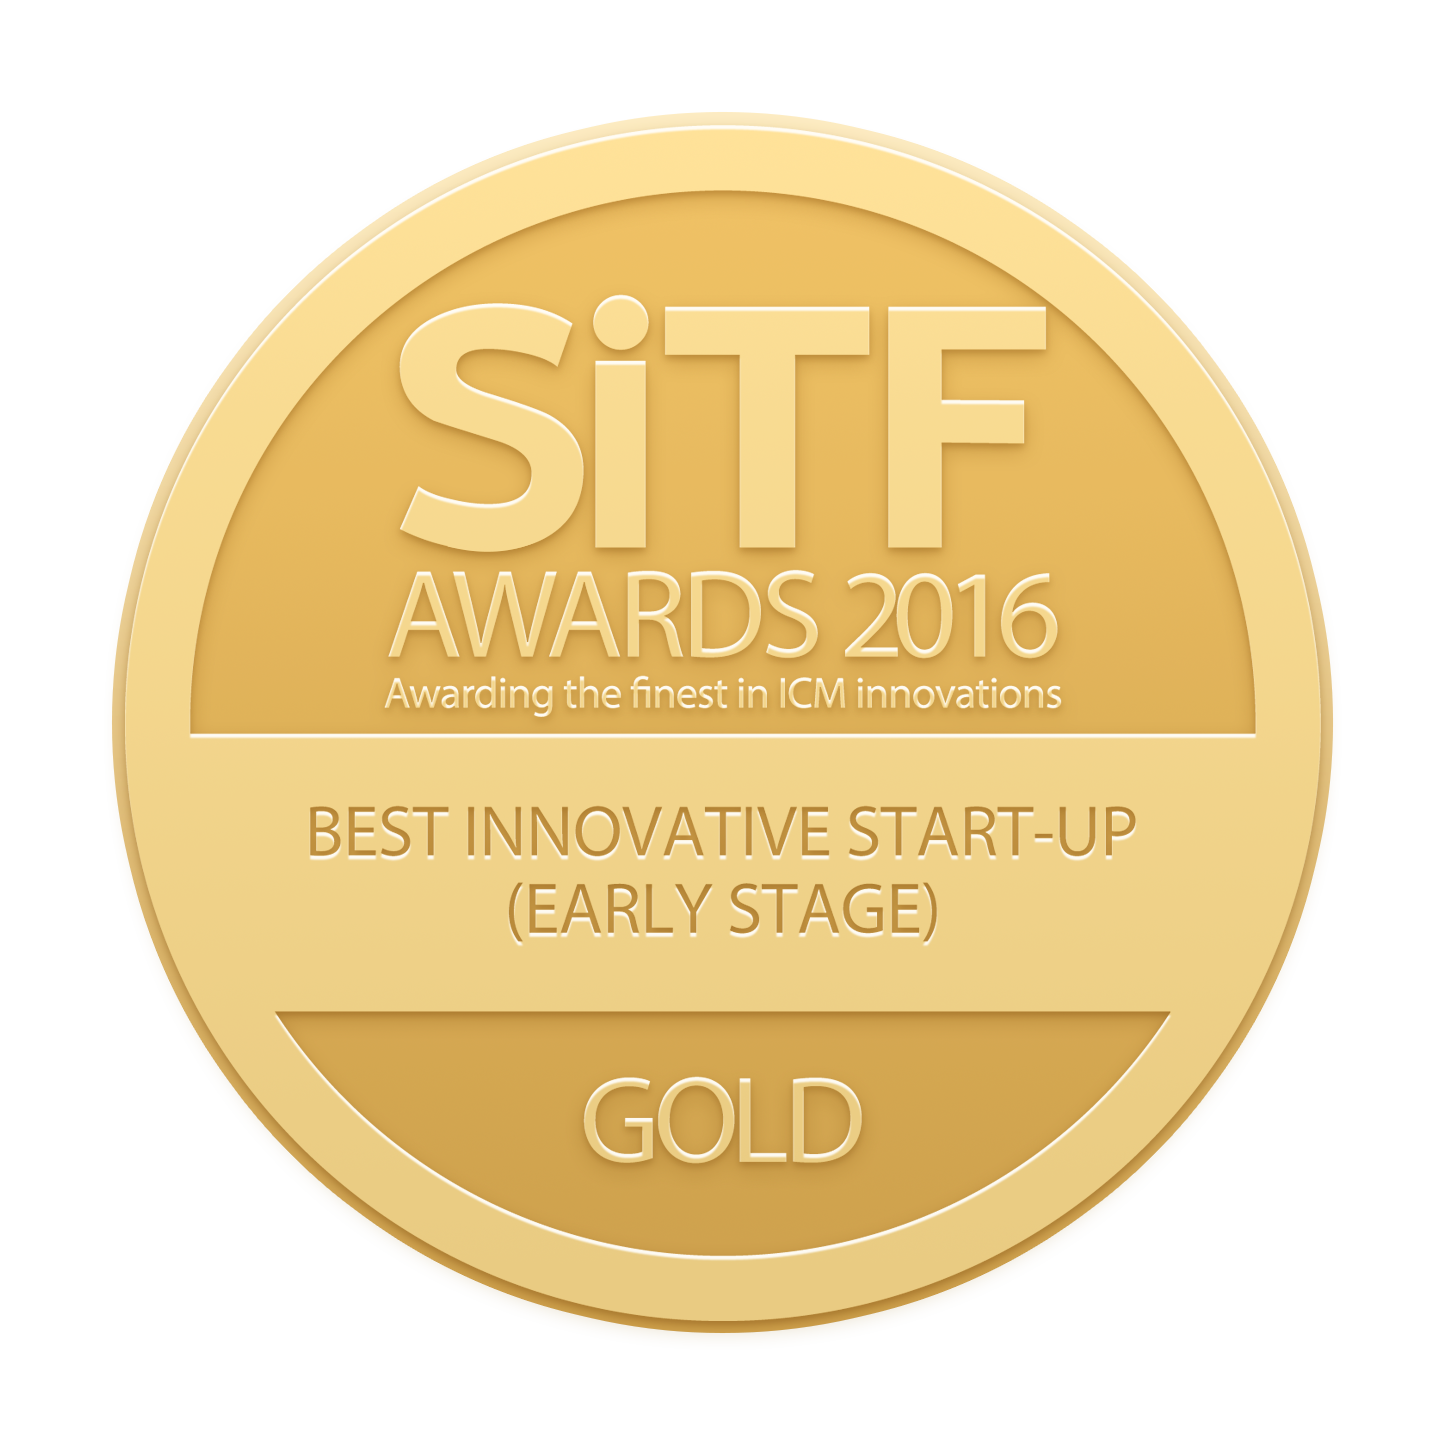 SiTF
AWARDS 2016
Awarding the finest in ICM innovations
BEST INNOVATIVE START-UP
(EARLY STAGE)
GOLD